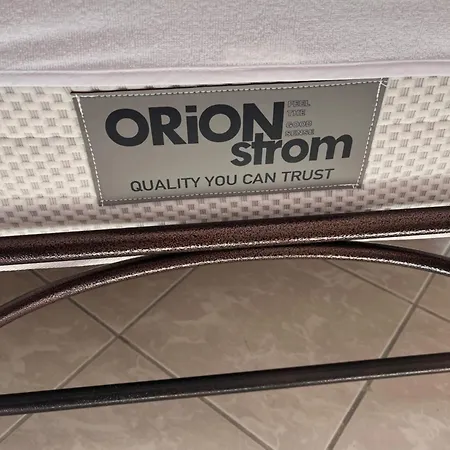 ORiON
FEEL
THE
GOOD
SENSE
strom
QUALITY YOU CAN TRUST